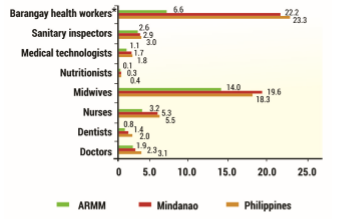 Barangay health workers*
6.6
22.2
23.3
Sanitary inspectors
2.6
2.9
3.0
Medical technologists
1.1
1.7
1.8
Nutritionists
0.1
0.3
0.4
Midwives
14.0
19.6
18.3
Nurses
3.2
5.3
5.5
Dentists
0.8
1.4
2.0
Doctors
1.9
2.3
3.1
0 5.0 10.0 15.0 20.0 25.0
ARMM Mindanao Philippines